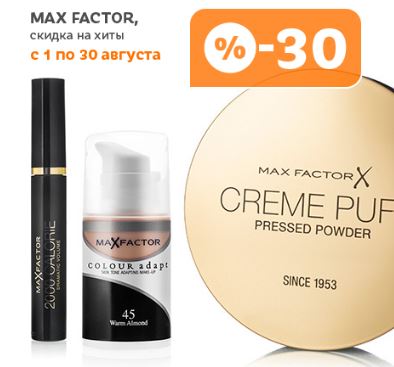 MAX FACTOR,
скидка на хиты
с 1 по 30 августа
%-30
MAXFACTOR
2000 CALORIE
DRAMATIC VOLUME
MAXFACTOR
COLOUR adapt
SKIN TONE ADAPTING MAKE-UP
45
Warm Almond
MAX FACTOR X
CREME PUF
PRESSED POWDER
SINCE 1953